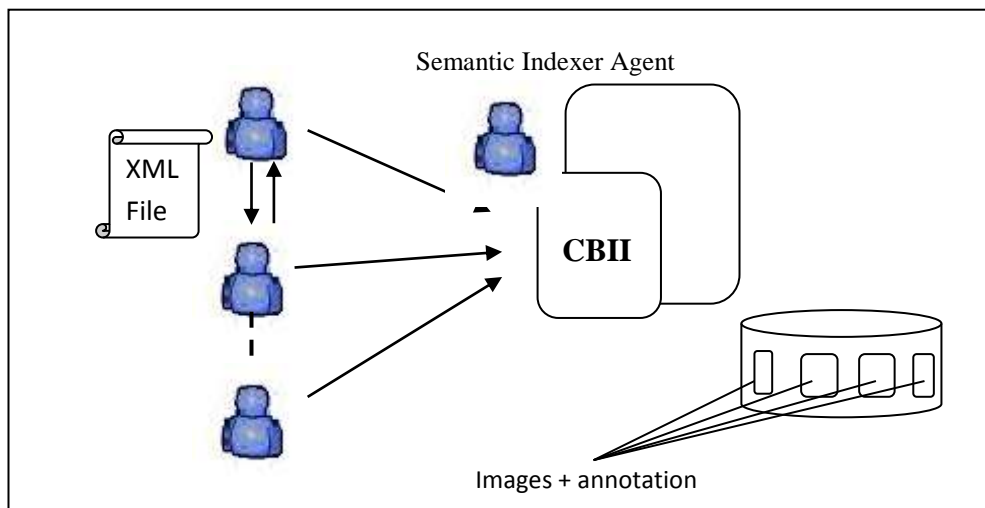 Semantic Indexer Agent
XML
File
CBII
Images + annotation